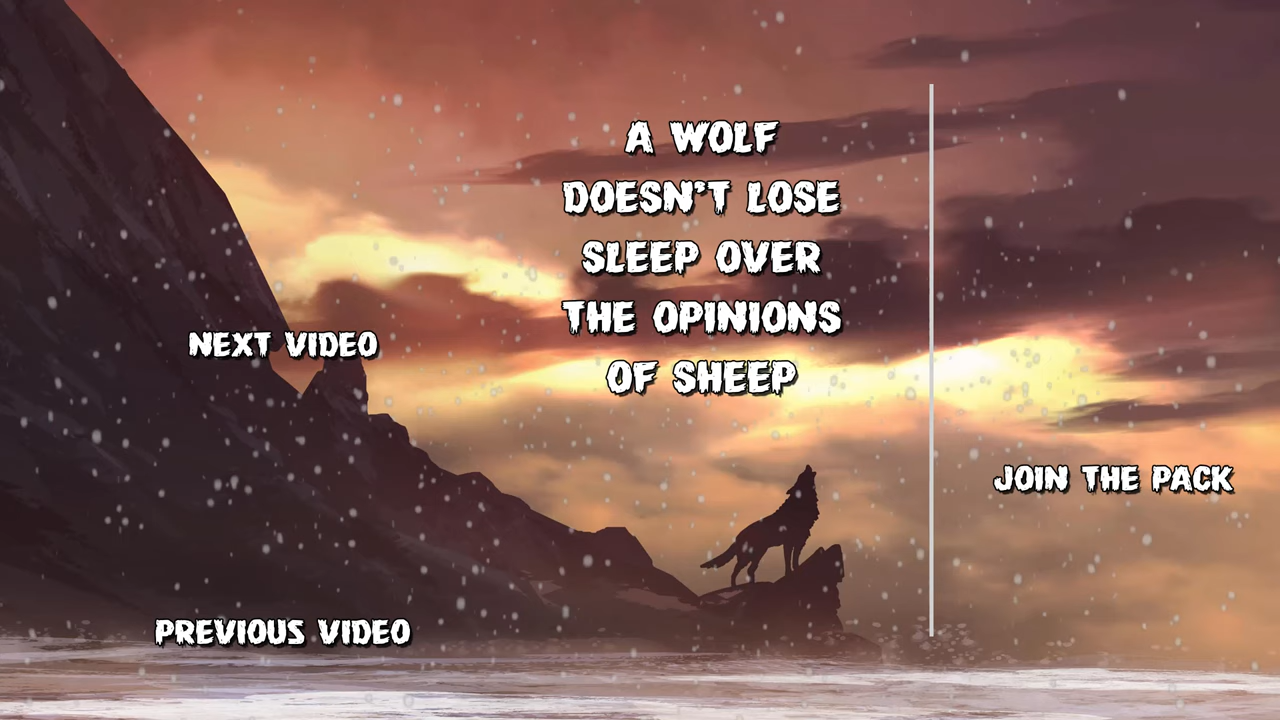 A WOLF
DOESN'T LOSE
SLEEP OVER
THE OPINIONS
OF SHEEP
NEXT VIDEO
JOIN THE PACK
PREVIOUS VIDEO